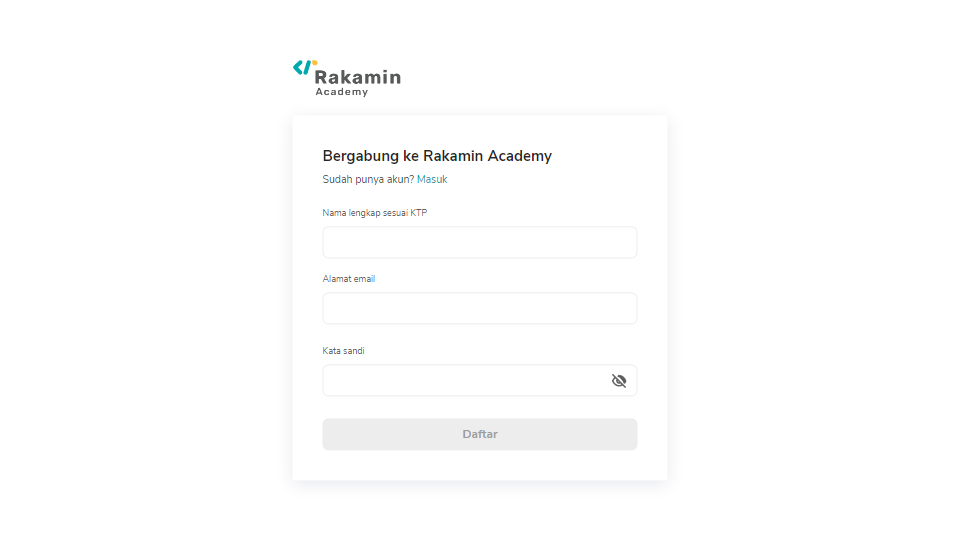 Rakamin
Academy
Bergabung ke Rakamin Academy
Sudah punya akun? Masuk
Nama lengkap sesuai KTP
Alamat email
Kata sandi
Daftar